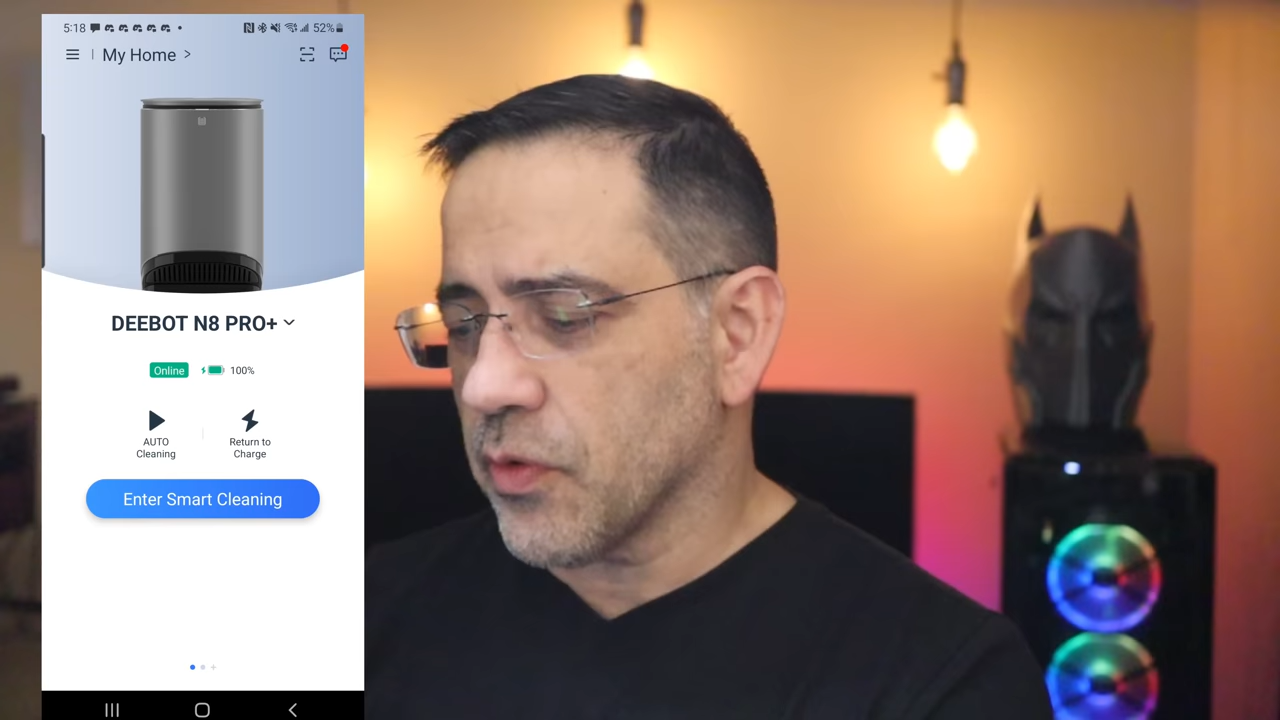 5:18
52%
My Home >
DEEBOT N8 PRO+
Online
100%
AUTO
Cleaning
Return to
Charge
Enter Smart Cleaning